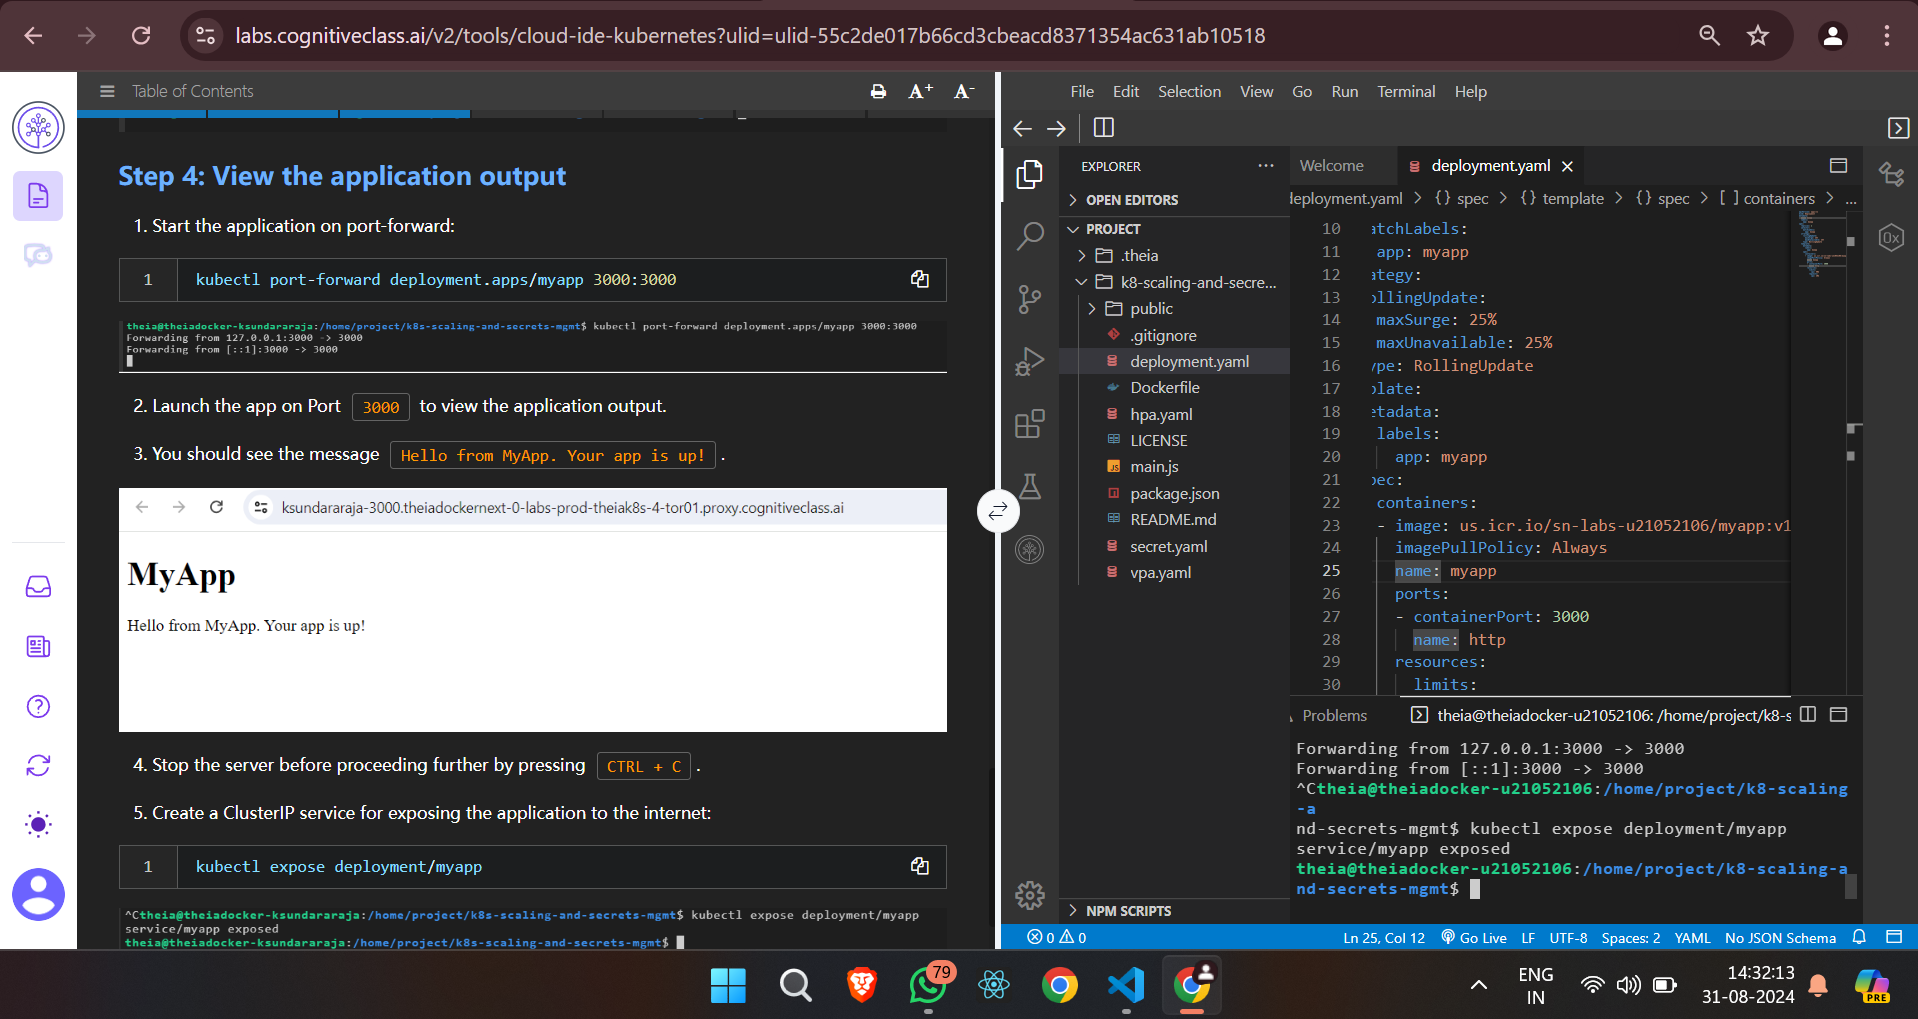 labs.cognitiveclass.ai/v2/tools/cloud-ide-kubernetes?ulid=ulid-55c2de017b66cd3cbeacd8371354ac631ab10518
Table of Contents
A+ A-
Step 4: View the application output
1. Start the application on port-forward:
1 kubectl port-forward deployment.apps/myapp 3000:3000
theia@theiadocker-ksundararaja:/home/project/k8s-scaling-and-secrets-mgmt$ kubectl port-forward deployment.apps/myapp 3000:3000
Forwarding from 127.0.0.1:3000 -> 3000
Forwarding from [::1]:3000 -> 3000
2. Launch the app on Port 3000 to view the application output.
3. You should see the message Hello from MyApp. Your app is up! .
ksundararaja-3000.theiadockernext-0-labs-prod-theiak8s-4-tor01.proxy.cognitiveclass.ai
MyApp
Hello from MyApp. Your app is up!
4. Stop the server before proceeding further by pressing CTRL + C .
5. Create a ClusterIP service for exposing the application to the internet:
1 kubectl expose deployment/myapp
^Ctheia@theiadocker-ksundararaja:/home/project/k8s-scaling-and-secrets-mgmt$ kubectl expose deployment/myapp
service/myapp exposed
theia@theiadocker-ksundararaja:/home/project/k8s-scaling-and-secrets-mgmt$
File Edit Selection View Go Run Terminal Help
EXPLORER ...
OPEN EDITORS
PROJECT
.theia
k8-scaling-and-secre...
public
.gitignore
deployment.yaml
Dockerfile
hpa.yaml
LICENSE
main.js
package.json
README.md
secret.yaml
vpa.yaml
NPM SCRIPTS
Welcome deployment.yaml
deployment.yaml > {} spec > {} template > {} spec > [ ] containers > ...
10 atchLabels:
11 app: myapp
12 ategy:
13 ollingUpdate:
14 maxSurge: 25%
15 maxUnavailable: 25%
16 ype: RollingUpdate
17 plate:
18 etadata:
19 labels:
20 app: myapp
21 pec:
22 containers:
23 - image: us.icr.io/sn-labs-u21052106/myapp:v1
24 imagePullPolicy: Always
25 name: myapp
26 ports:
27 - containerPort: 3000
28 name: http
29 resources:
30 limits:
Problems theia@theiadocker-u21052106: /home/project/k8-s
Forwarding from 127.0.0.1:3000 -> 3000
Forwarding from [::1]:3000 -> 3000
^Ctheia@theiadocker-u21052106:/home/project/k8-scaling
-a
nd-secrets-mgmt$ kubectl expose deployment/myapp
service/myapp exposed
theia@theiadocker-u21052106:/home/project/k8-scaling-a
nd-secrets-mgmt$
0 0 Ln 25, Col 12 Go Live LF UTF-8 Spaces: 2 YAML No JSON Schema
79
ENG
IN
14:32:13
31-08-2024
PRE